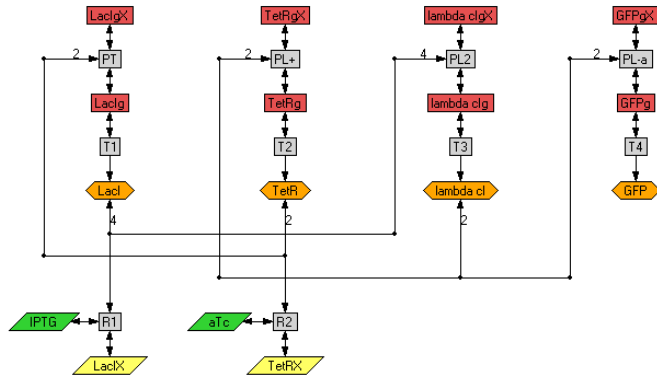 LacIgX TetRgX lambda cIgX GFPgX
2 PT 2 PL+ 4 PL2 2 PL-a
LacIg TetRg lambda cIg GFPg
T1 T2 T3 T4
LacI TetR lambda cI GFP
4 2 2
IPTG R1 aTc R2
LacIX TetRX